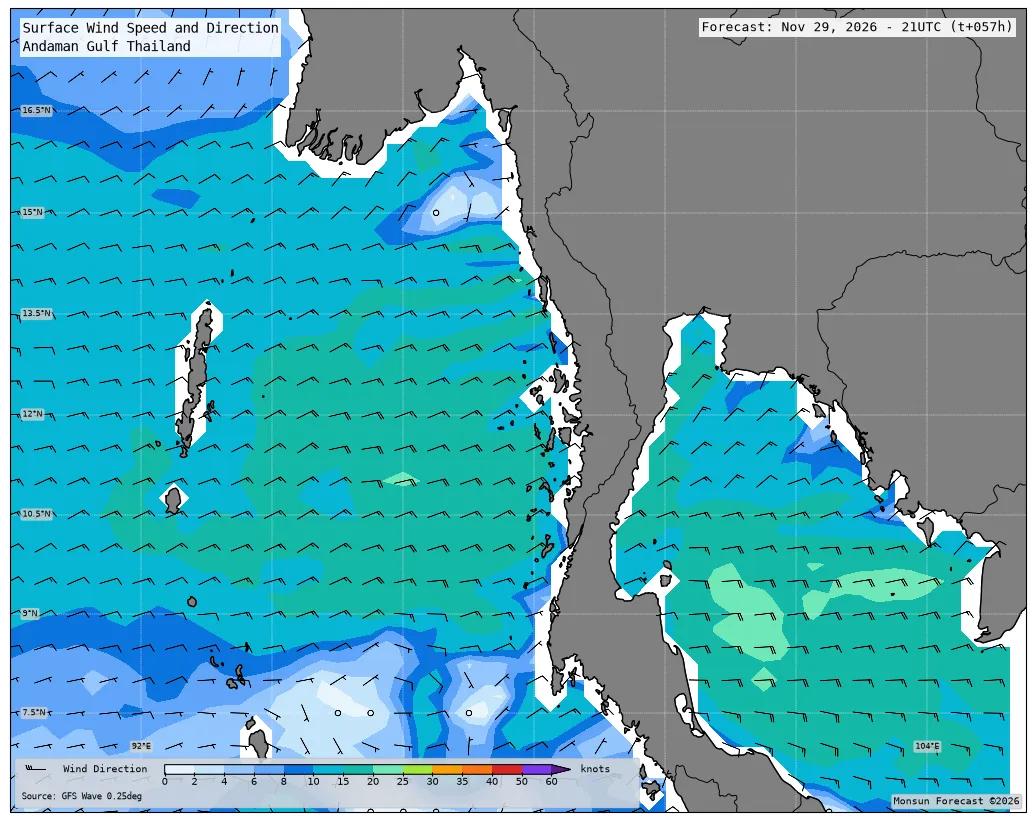 Surface Wind Speed and Direction
Andaman Gulf Thailand
Forecast: Nov 29, 2026 - 21UTC (t+057h)
16.5°N
15°N
13.5°N
12°N
10.5°N
9°N
7.5°N
92°E
104°E
Wind Direction
0 2 4 6 8 10 15 20 25 30 35 40 50 60
knots
Source: GFS Wave 0.25deg
Monsun Forecast ©2026